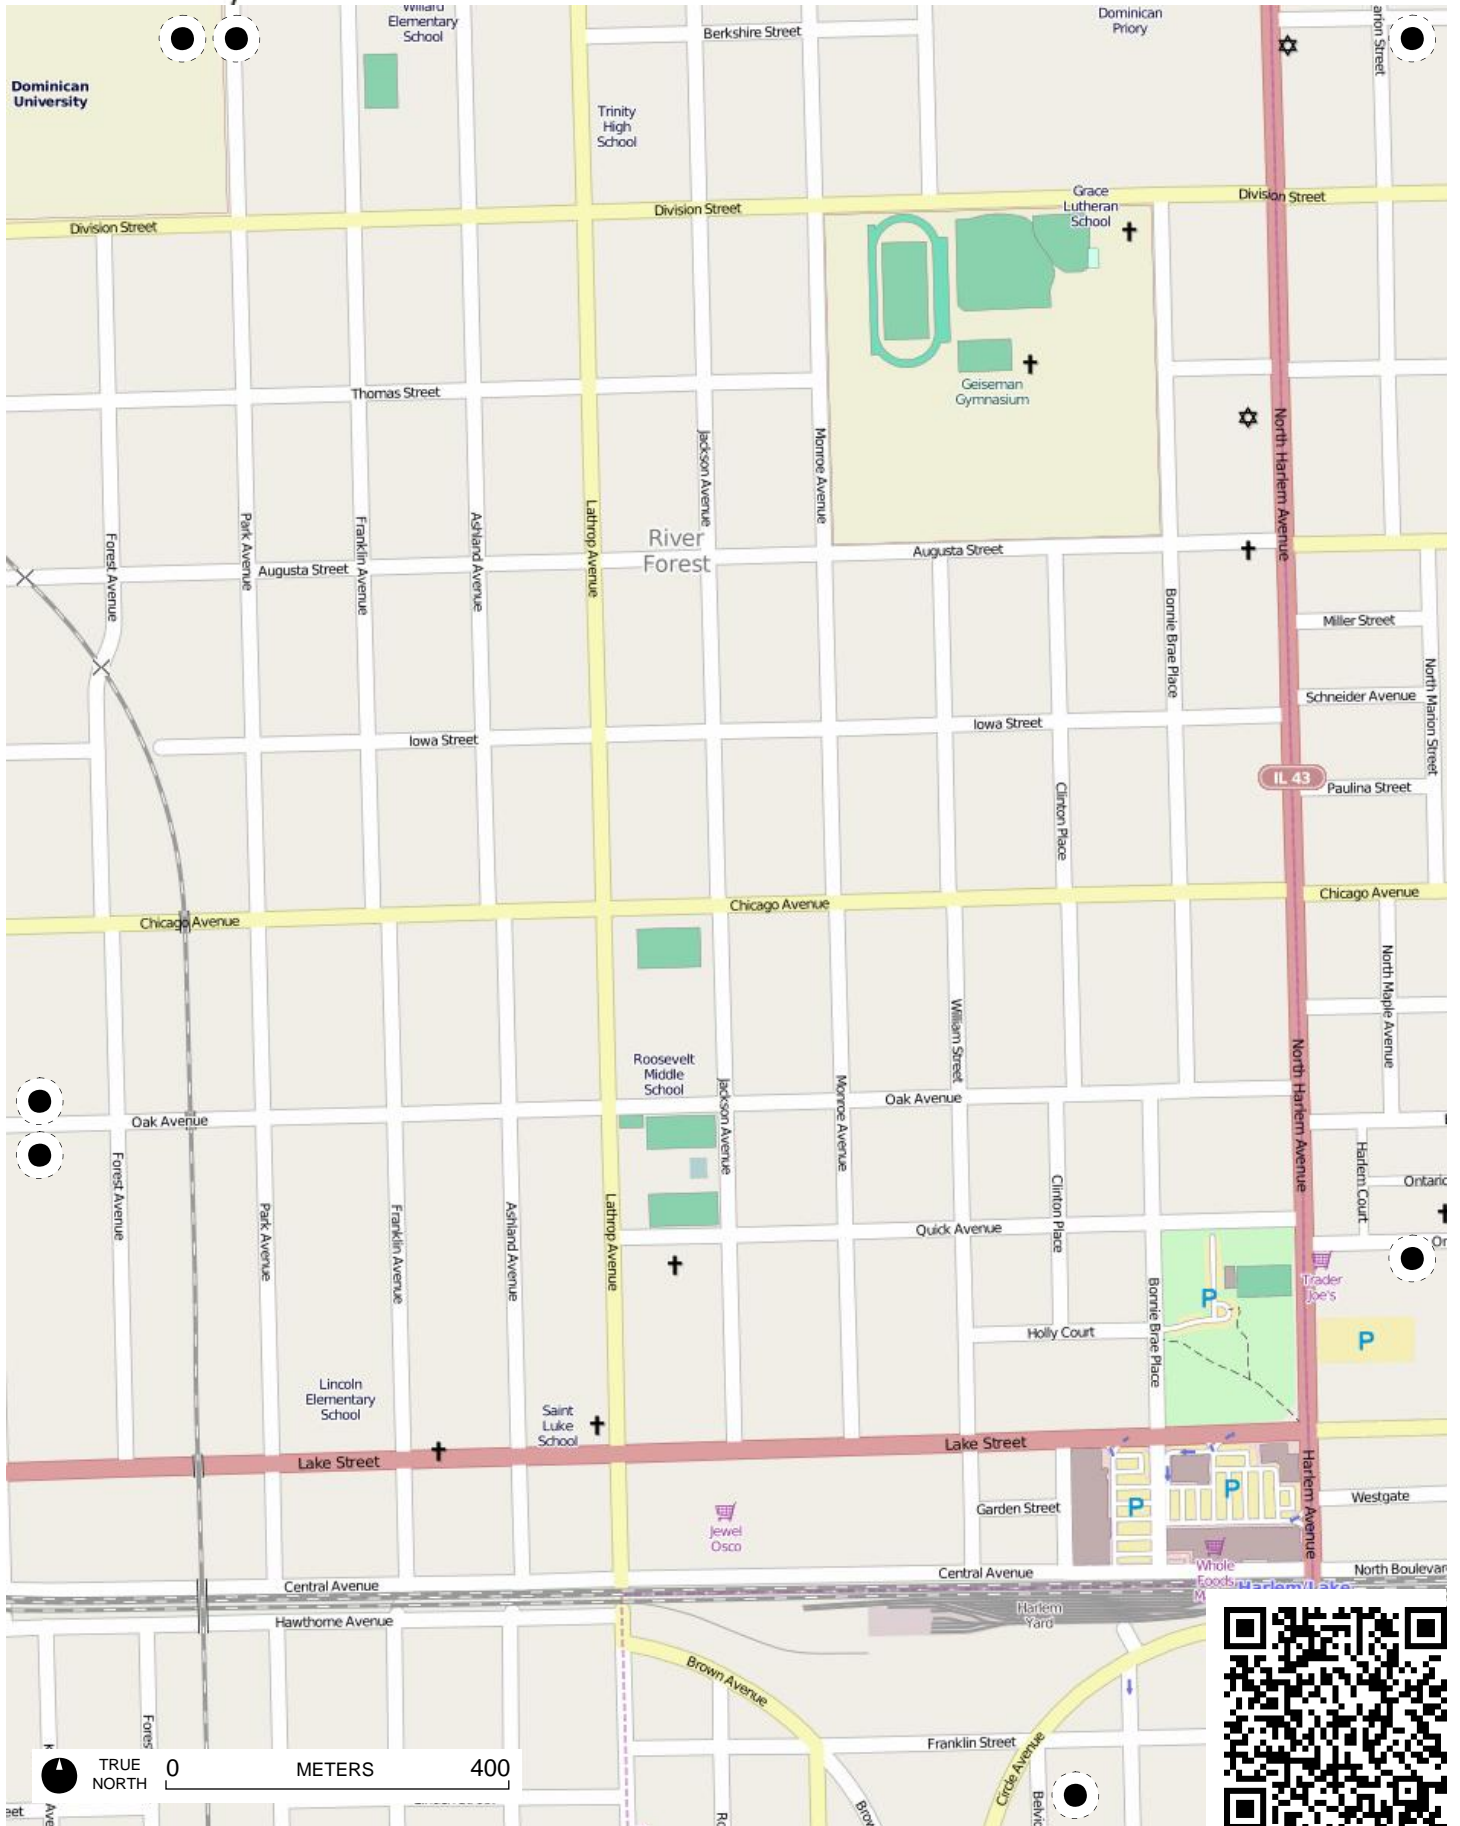 Willard
Elementary
School
Berkshire Street
Dominican
Priory
Dominican
University
Trinity
High
School
Grace
Lutheran
School
Division Street
Division Street
Division Street
Thomas Street
Geiseman
Gymnasium
North Harlem Avenue
Jackson Avenue
Monroe Avenue
Lathrop Avenue
Park Avenue
Franklin Avenue
Ashland Avenue
Forest Avenue
River
Forest
Augusta Street
Augusta Street
Bonnie Brae Place
Miller Street
North Marion Street
Schneider Avenue
Iowa Street
Iowa Street
IL 43
Paulina Street
Clinton Place
Chicago Avenue
Chicago Avenue
Chicago Avenue
North Maple Avenue
William Street
North Harlem Avenue
Roosevelt
Middle
School
Jackson Avenue
Monroe Avenue
Oak Avenue
Oak Avenue
Harlem Court
Forest Avenue
Park Avenue
Franklin Avenue
Ashland Avenue
Lathrop Avenue
Clinton Place
Quick Avenue
Trader
Joe's
P
P
Bonnie Brae Place
Holly Court
Lincoln
Elementary
School
Saint
Luke
School
Lake Street
Lake Street
Harlem Avenue
P
P
Westgate
Garden Street
Jewel
Osco
Whole
Foods
Central Avenue
Central Avenue
North Boulevar
Harlem/Lake
Hawthorne Avenue
Harlem
Yard
Brown Avenue
Franklin Street
Circle Avenue
TRUE
NORTH
0 METERS 400